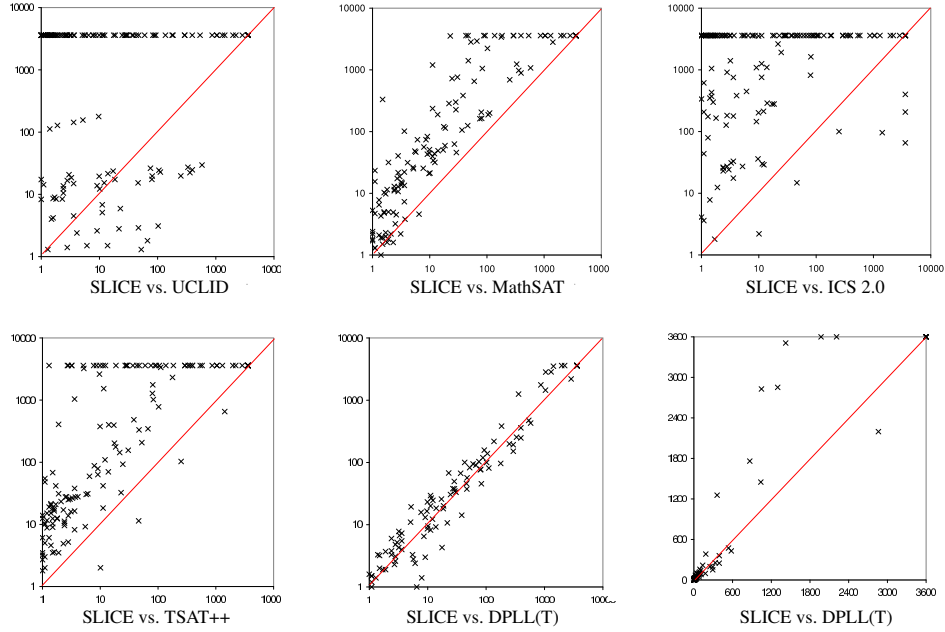 10000 10000 10000
1000 1000 1000
100 100 100
10 10 10
1 1 1
1 10 100 1000 1 10 100 1000 1 10 100 1000 10000
SLICE vs. UCLID SLICE vs. MathSAT SLICE vs. ICS 2.0
10000 10000 3600
1000 1000 3000
2400
100 100 1800
1200
10 10 600
1 1 0
1 10 100 1000 1 10 100 1000 0 600 1200 1800 2400 3000 3600
SLICE vs. TSAT++ SLICE vs. DPLL(T) SLICE vs. DPLL(T)